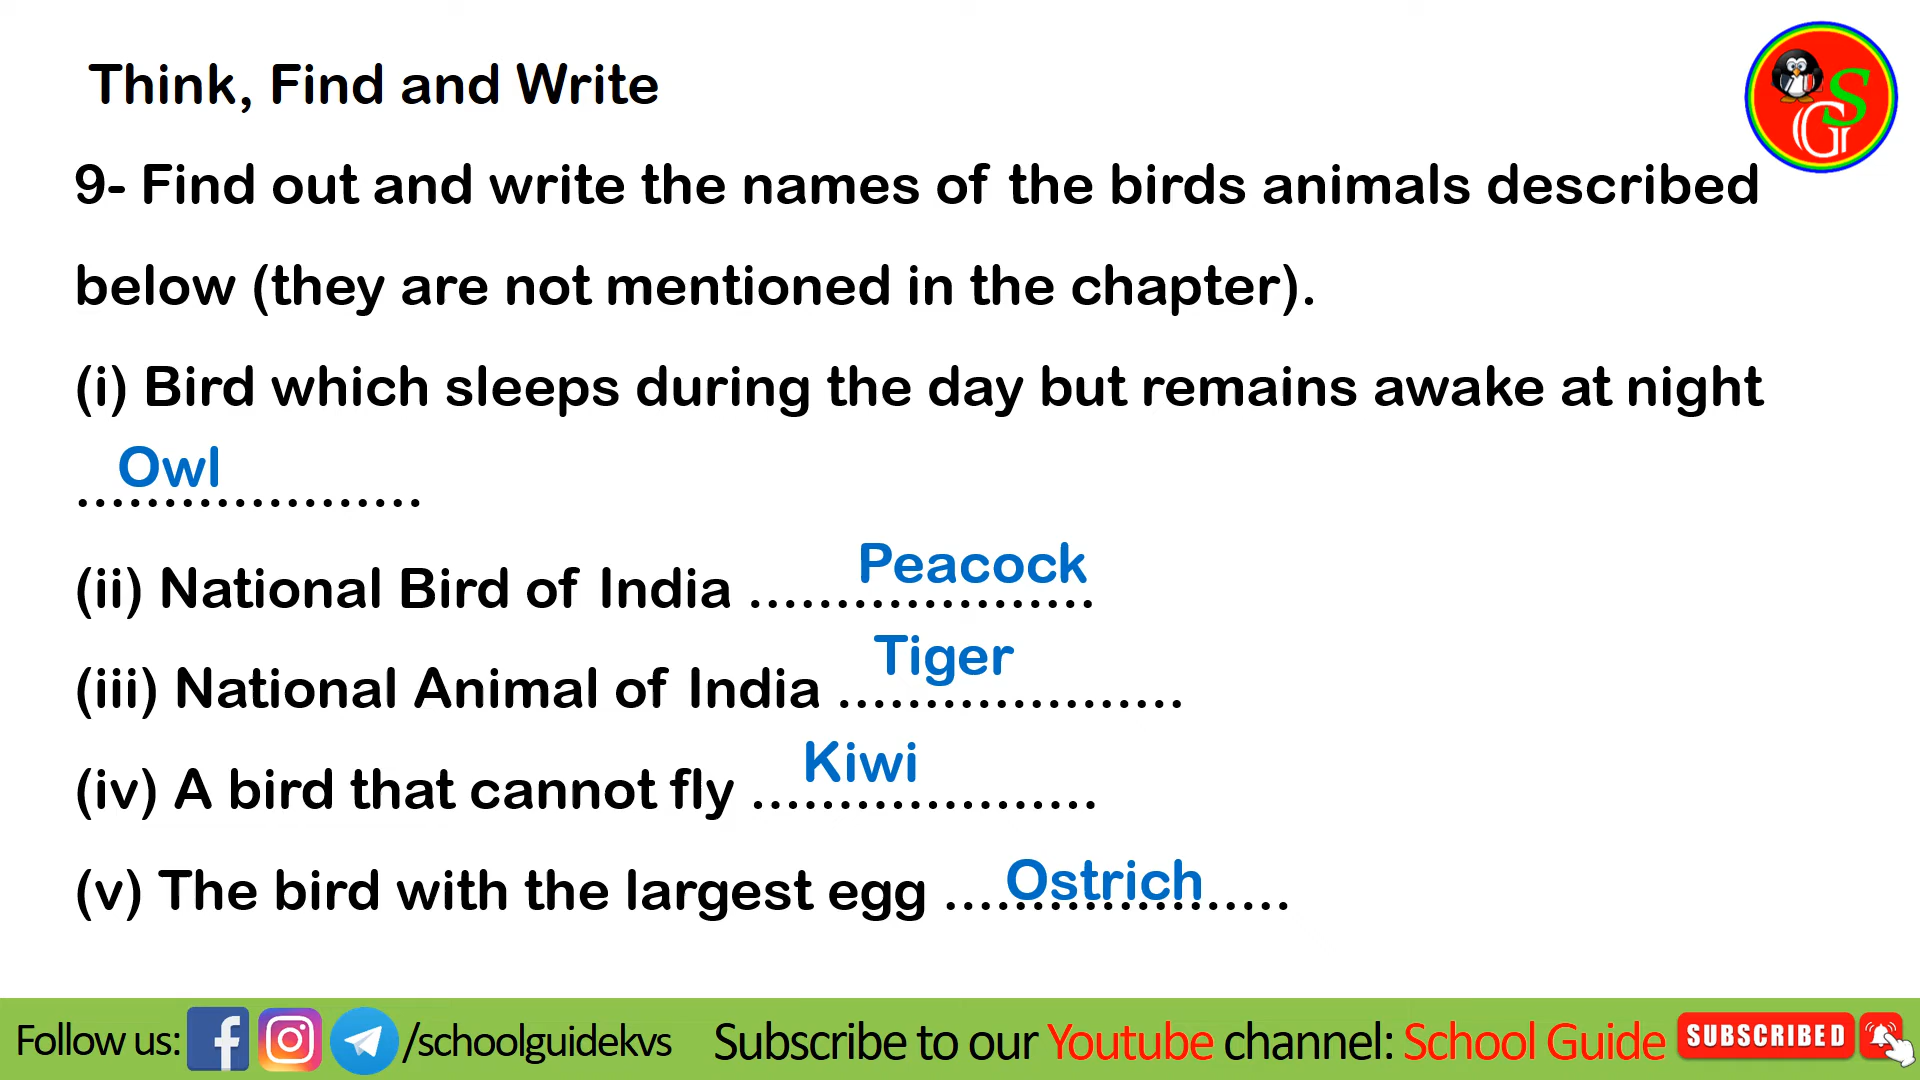 Think, Find and Write
SG
9- Find out and write the names of the birds animals described
below (they are not mentioned in the chapter).
(i) Bird which sleeps during the day but remains awake at night
Owl
....................
(ii) National Bird of India .................... Peacock
(iii) National Animal of India .................... Tiger
(iv) A bird that cannot fly .................... Kiwi
(v) The bird with the largest egg .................... Ostrich
Follow us: /schoolguidekvs Subscribe to our Youtube channel: School Guide SUBSCRIBED